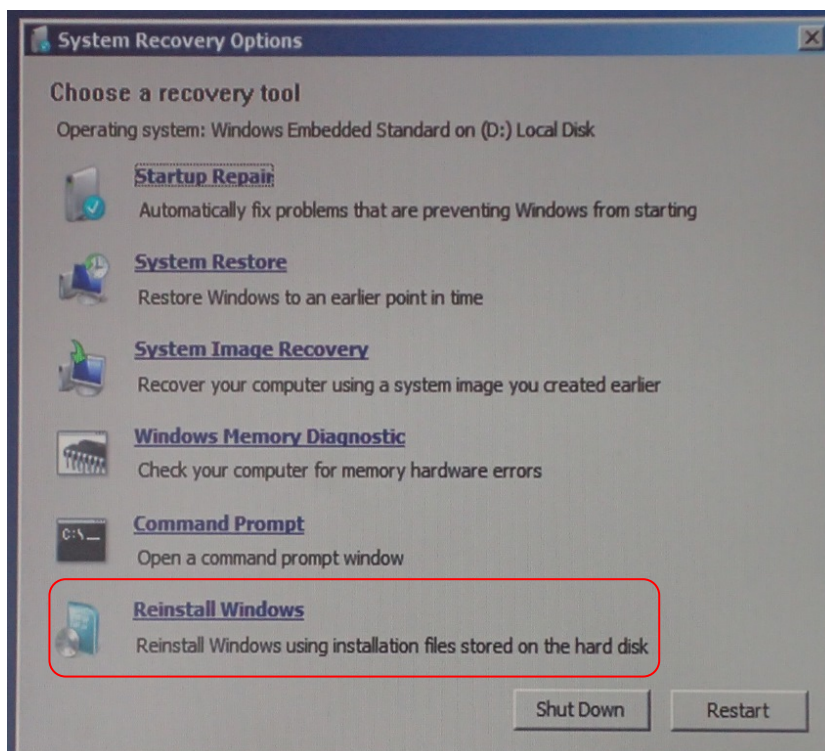 System Recovery Options
Choose a recovery tool
Operating system: Windows Embedded Standard on (D:) Local Disk
Startup Repair
Automatically fix problems that are preventing Windows from starting
System Restore
Restore Windows to an earlier point in time
System Image Recovery
Recover your computer using a system image you created earlier
Windows Memory Diagnostic
Check your computer for memory hardware errors
C:\_
Command Prompt
Open a command prompt window
Reinstall Windows
Reinstall Windows using installation files stored on the hard disk
Shut Down
Restart